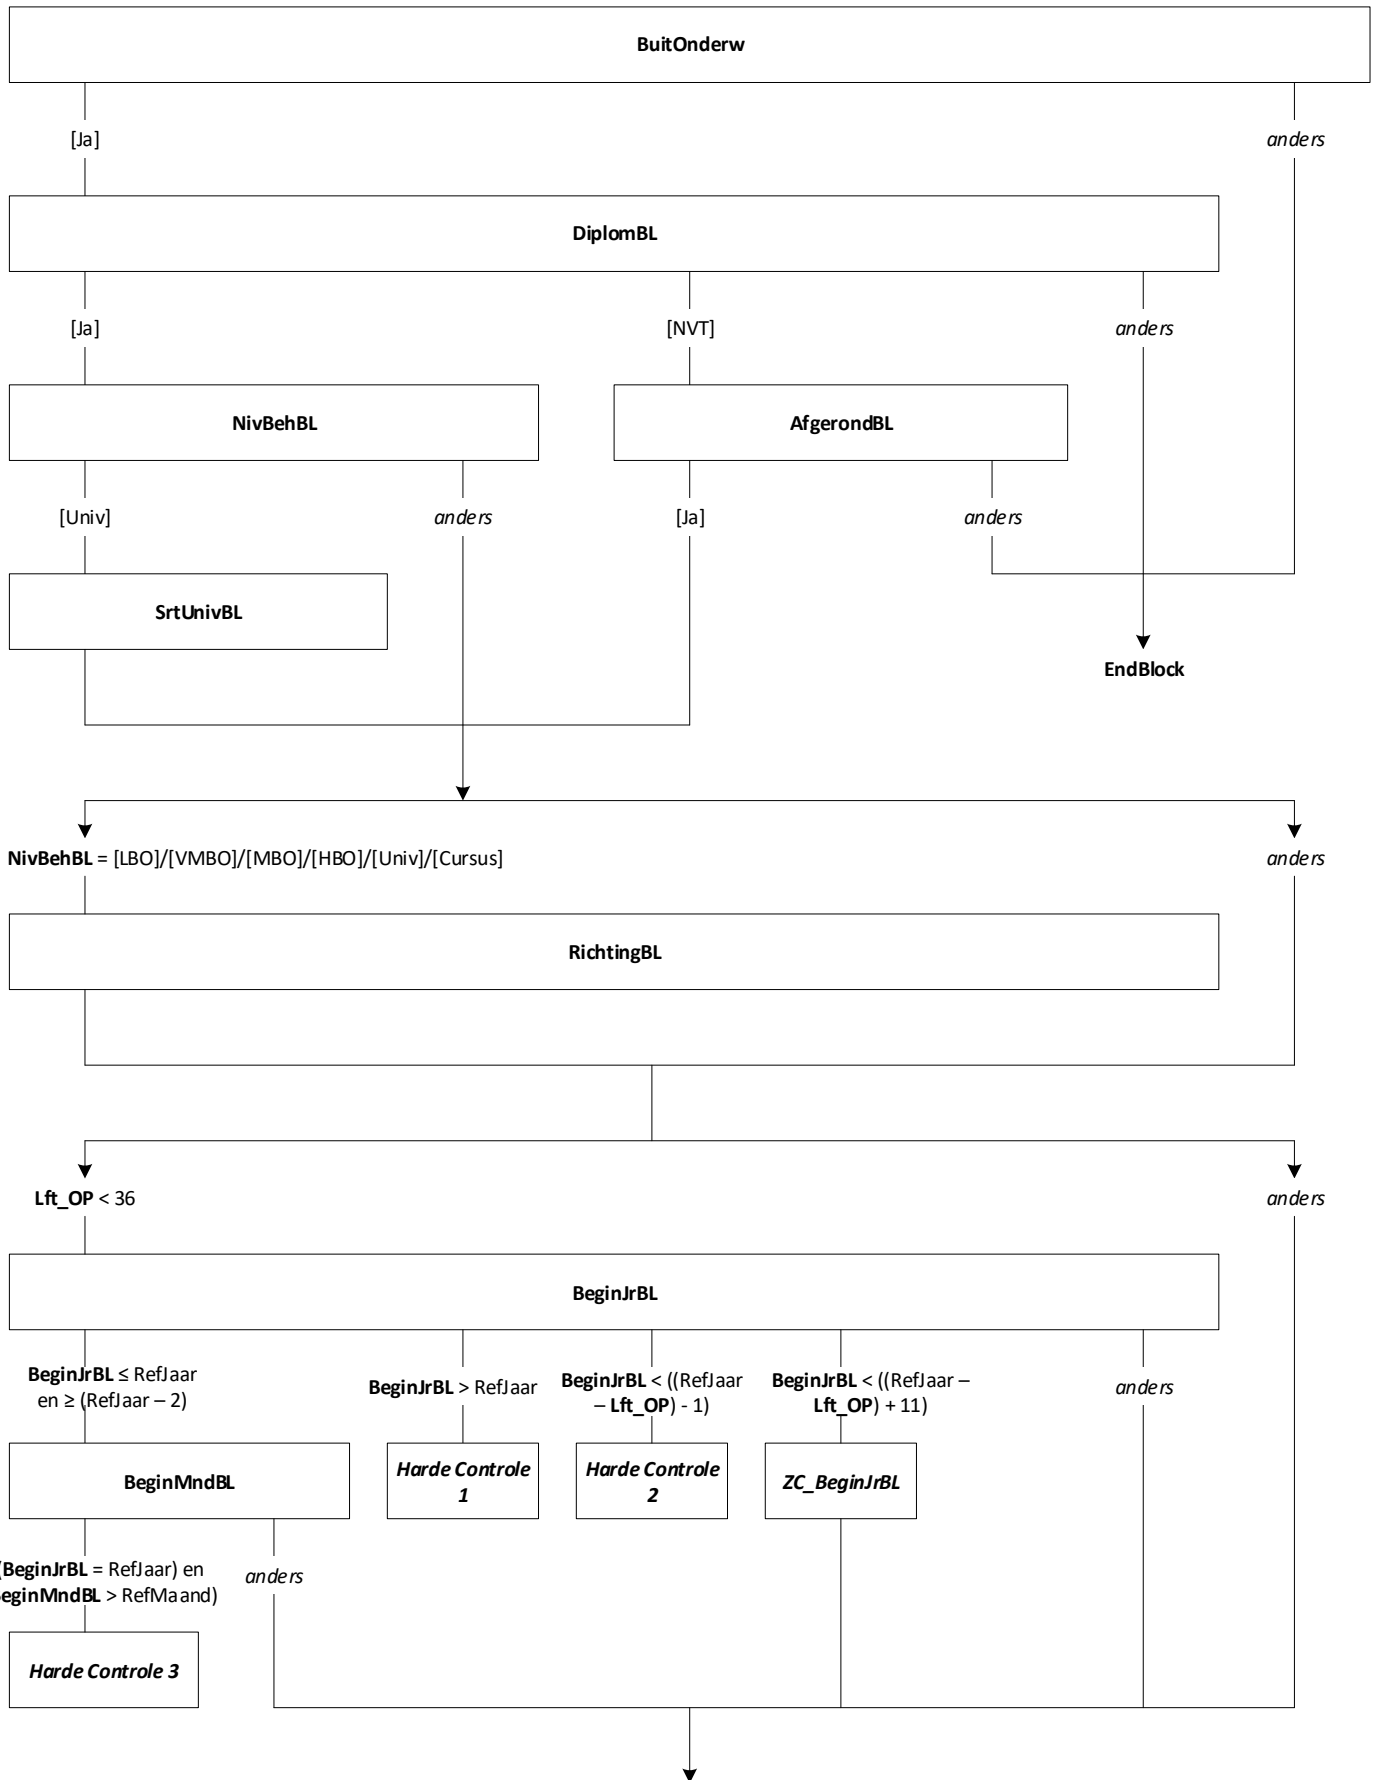 BuitOnderw
[Ja]
anders
DiplomBL
[Ja]
[NVT]
anders
NivBehBL
AfgerondBL
[Univ]
anders
[Ja]
anders
SrtUnivBL
EndBlock
NivBehBL = [LBO]/[VMBO]/[MBO]/[HBO]/[Univ]/[Cursus]
anders
RichtingBL
Lft_OP < 36
anders
BeginJrBL
BeginJrBL ≤ RefJaar
en ≥ (RefJaar – 2)
BeginJrBL > RefJaar
BeginJrBL < ((RefJaar
– Lft_OP) - 1)
BeginJrBL < ((RefJaar –
Lft_OP) + 11)
anders
BeginMndBL
Harde Controle
1
Harde Controle
2
ZC_BeginJrBL
(BeginJrBL = RefJaar) en
BeginMndBL > RefMaand)
anders
Harde Controle 3